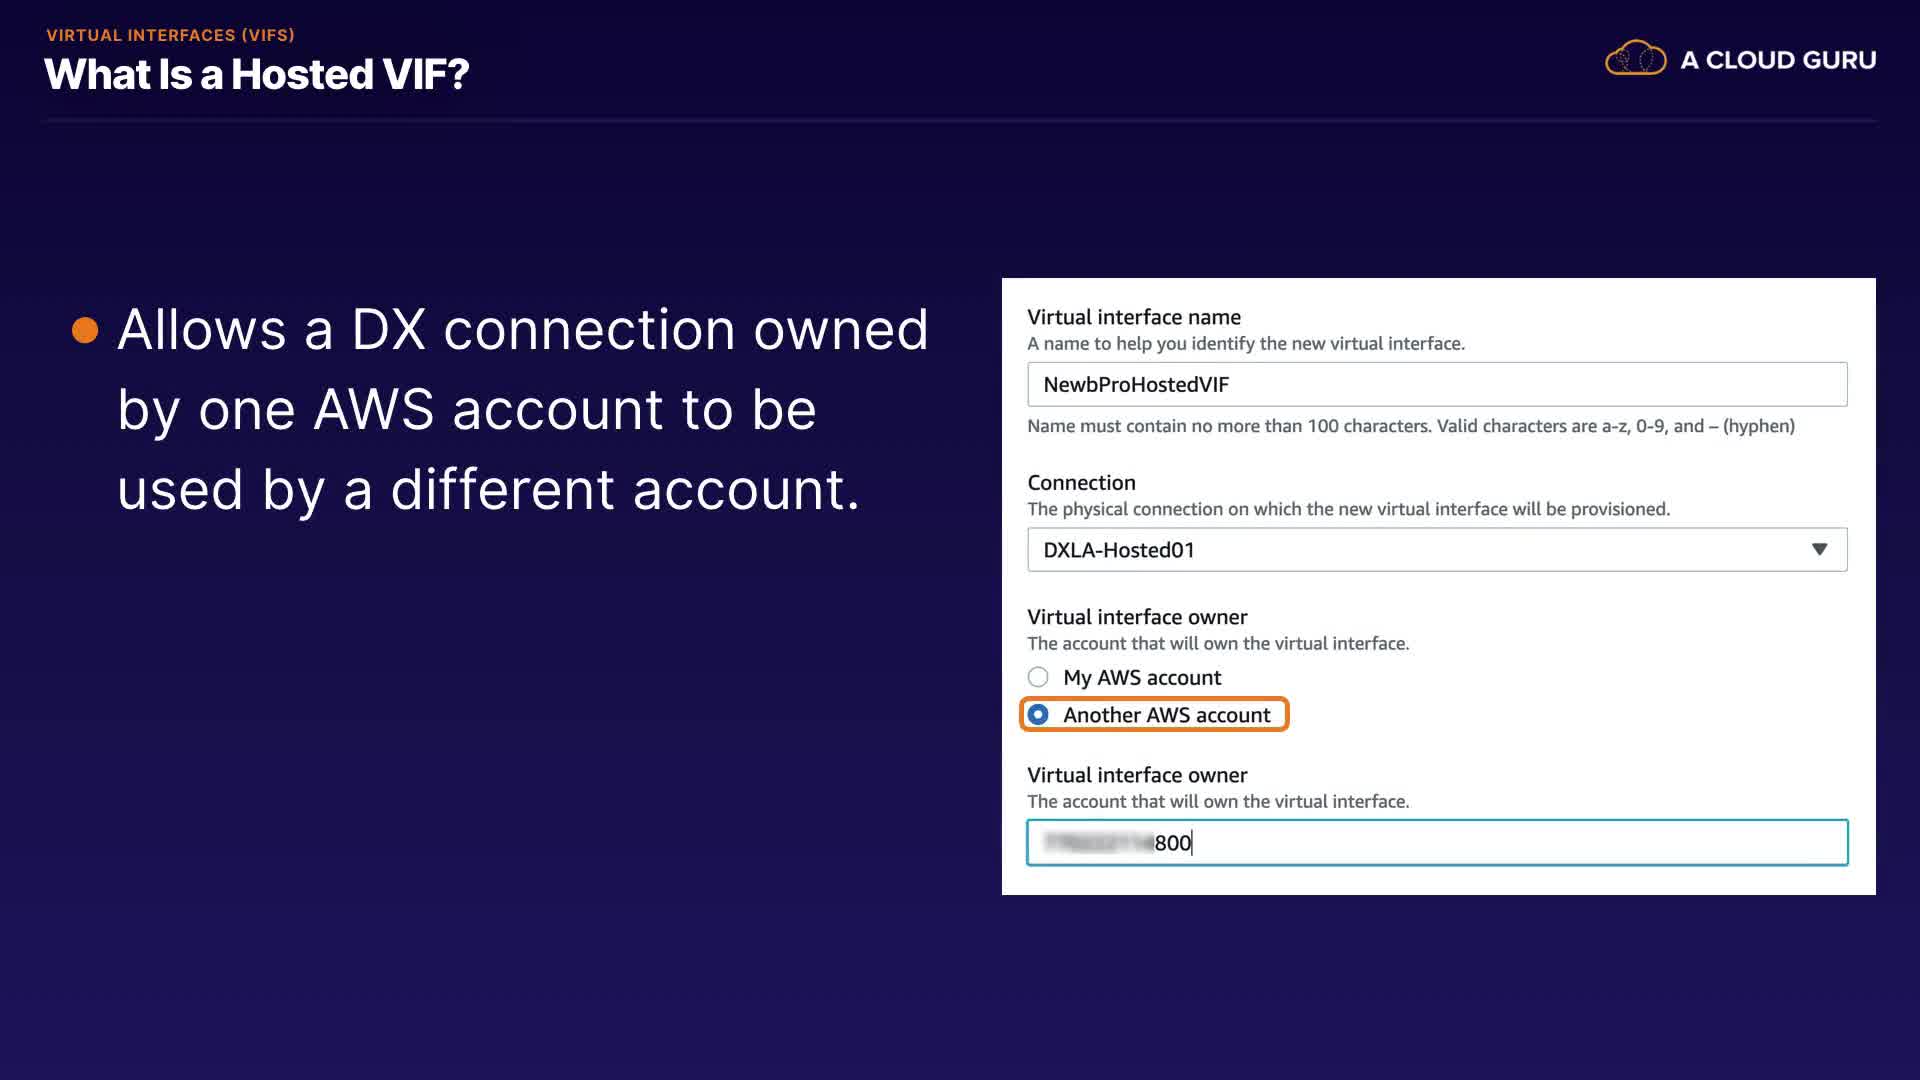 VIRTUAL INTERFACES (VIFS)
What Is a Hosted VIF?
A CLOUD GURU
Allows a DX connection owned
by one AWS account to be
used by a different account.
Virtual interface name
A name to help you identify the new virtual interface.
NewbProHostedVIF
Name must contain no more than 100 characters. Valid characters are a-z, 0-9, and – (hyphen)
Connection
The physical connection on which the new virtual interface will be provisioned.
DXLA-Hosted01
Virtual interface owner
The account that will own the virtual interface.
My AWS account
Another AWS account
Virtual interface owner
The account that will own the virtual interface.
800